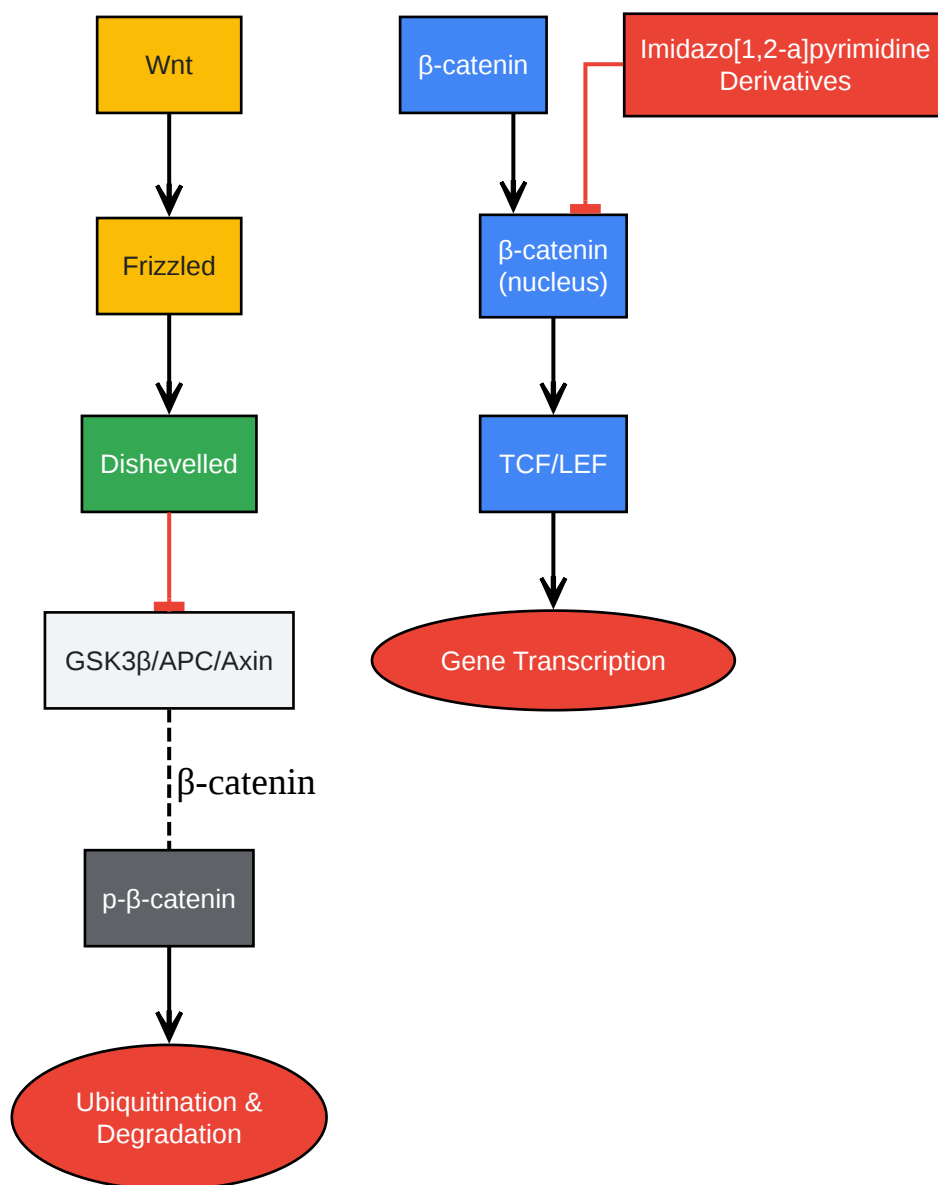 Wnt
β-catenin
Imidazo[1,2-a]pyrimidine
Derivatives
Frizzled
β-catenin
(nucleus)
Dishevelled
TCF/LEF
GSK3β/APC/Axin
Gene Transcription
β-catenin
p-β-catenin
Ubiquitination &
Degradation